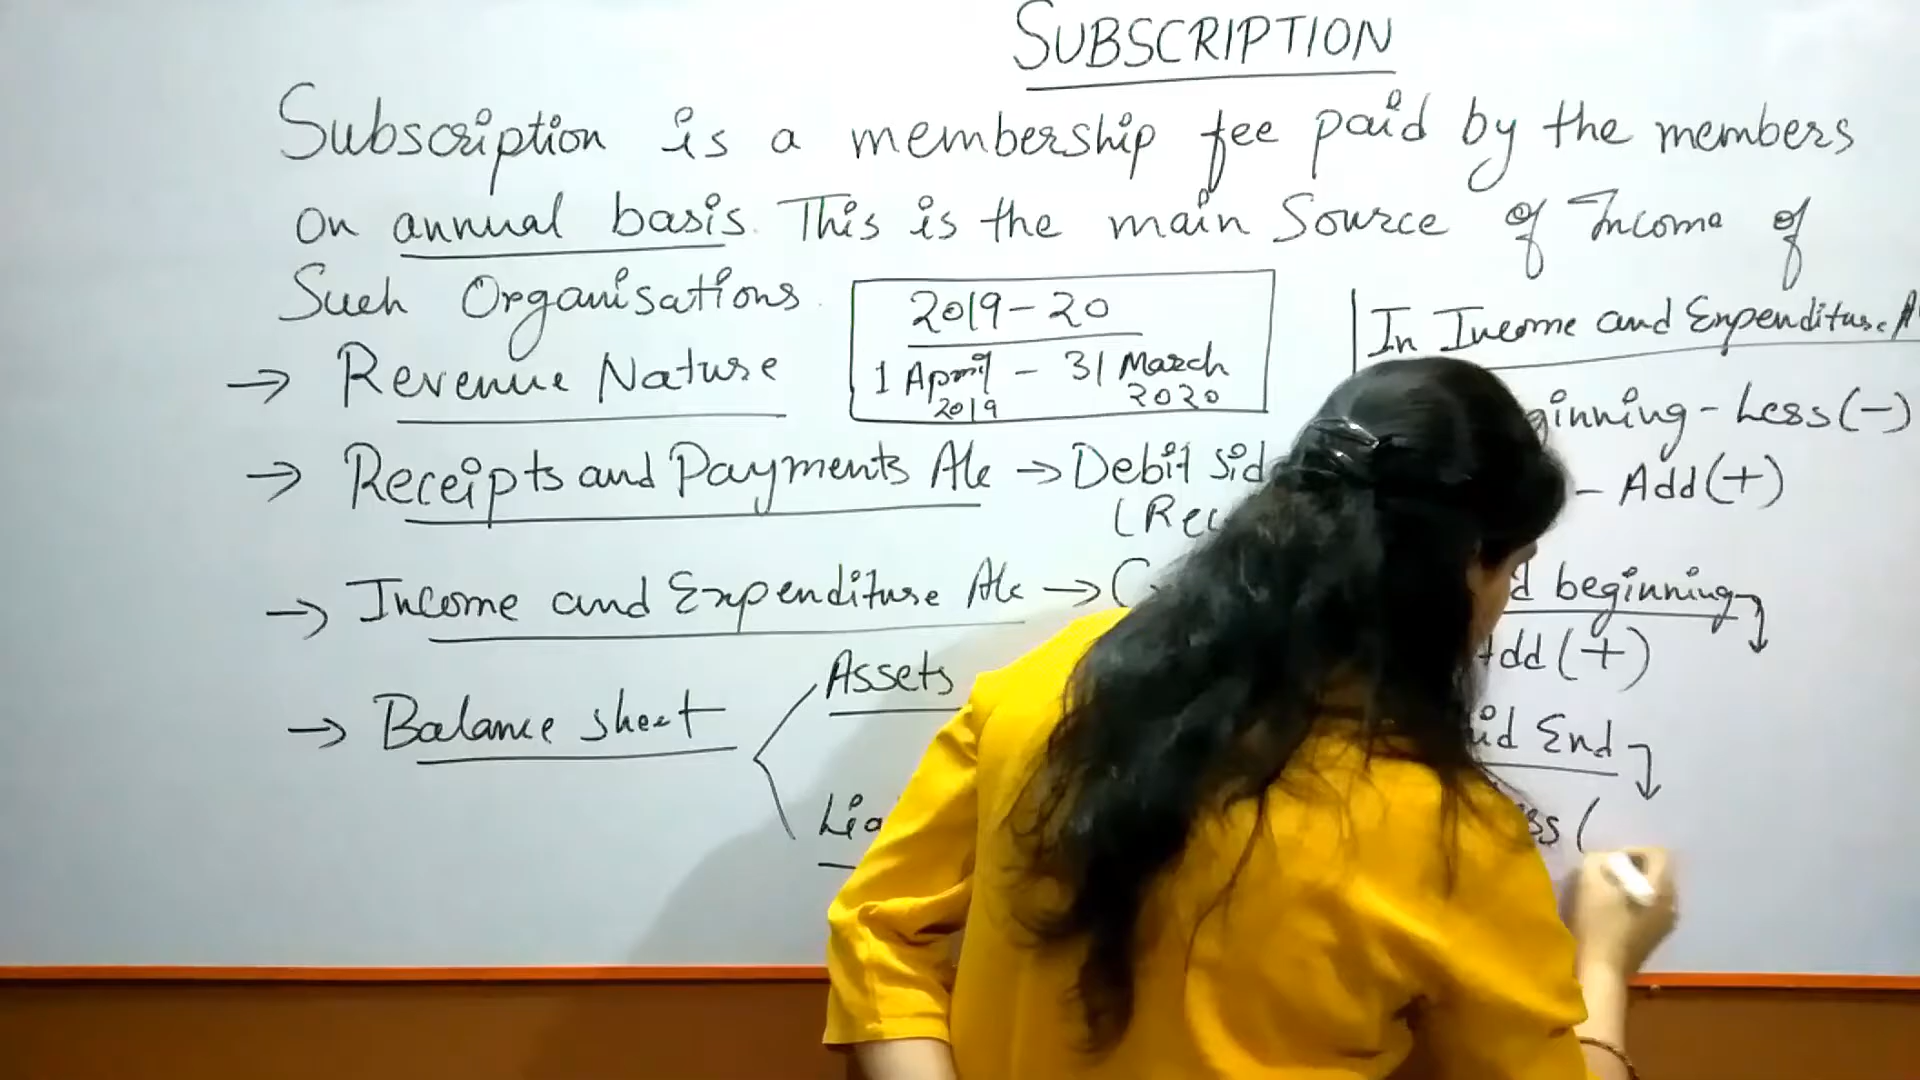 SUBSCRIPTION
Subscription is a membership fee paid by the members
on annual basis. This is the main Source of Income of
Such Organisations.
→ Revenue Nature
2019-20
1 April - 31 March
2019 2020
→ Receipts and Payments A/c → Debit Sid
(Rec
→ Income and Expenditure A/c → C
→ Balance sheet
Assets
In Income and Expenditure A
ginning - Less (-)
- Add (+)
d beginning
Add (+)
id End
ss (